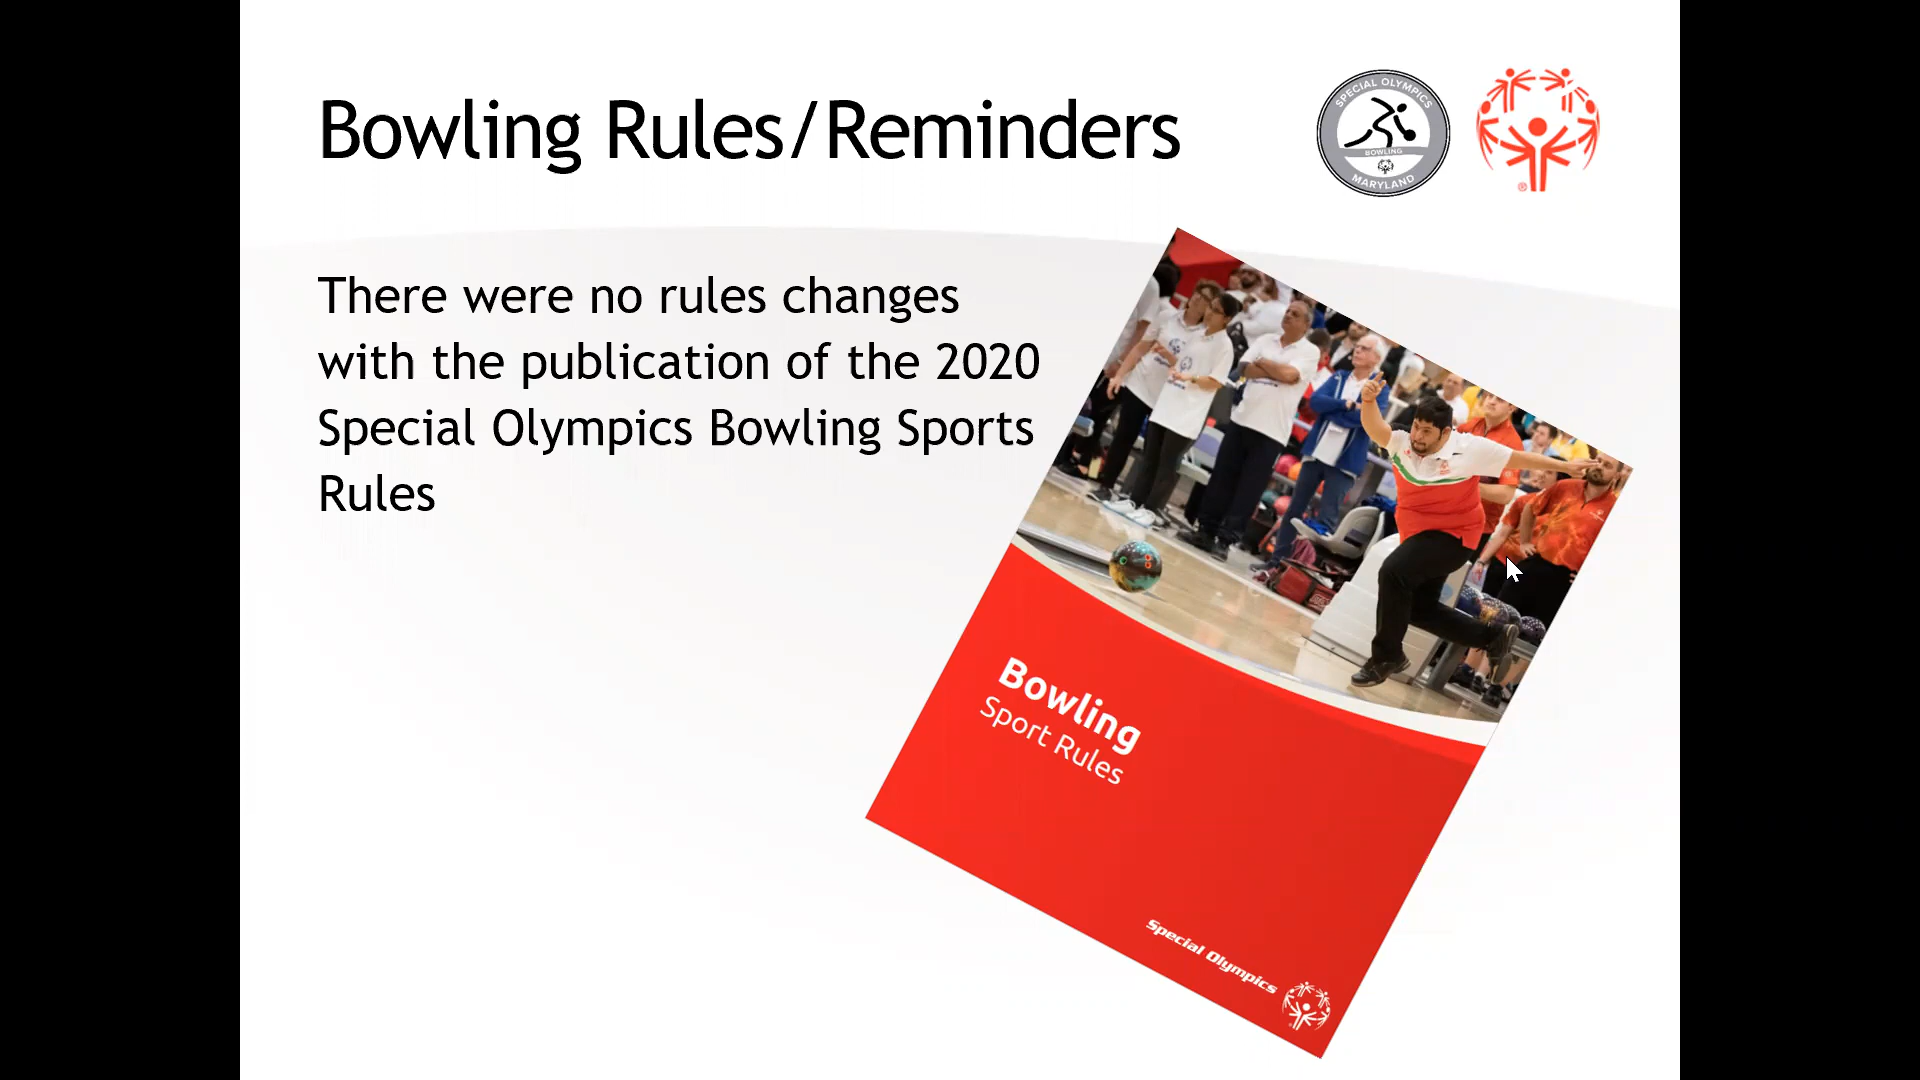 Bowling Rules/Reminders
SPECIAL OLYMPICS
BOWLING
MARYLAND
®
There were no rules changes
with the publication of the 2020
Special Olympics Bowling Sports
Rules
Bowling
Sport Rules
Special Olympics